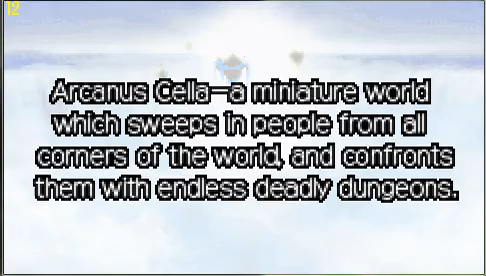 12
Arcanus Cella—a miniature world
which sweeps in people from all
corners of the world, and confronts
them with endless deadly dungeons.